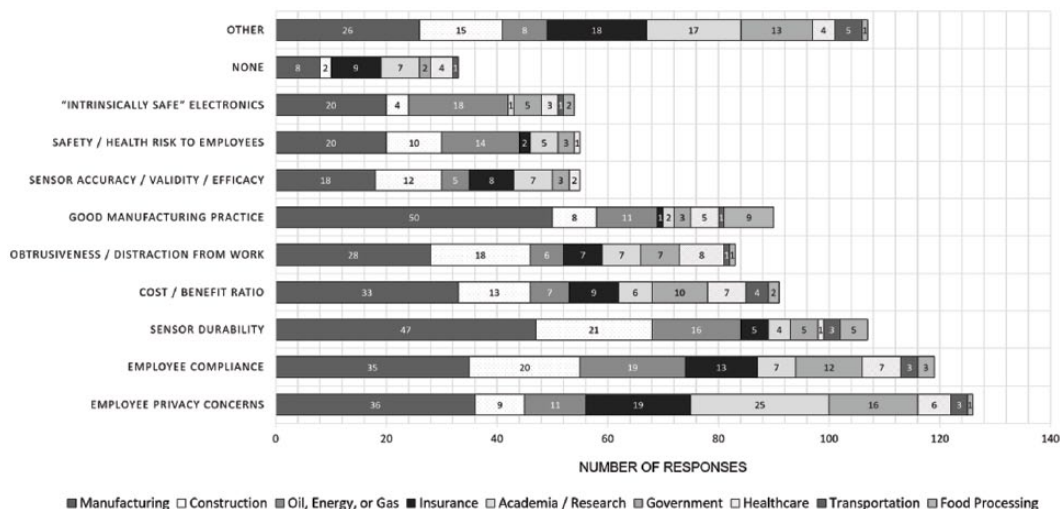 OTHER 26 15 8 18 17 13 4 5 1
NONE 8 2 9 7 2 4 1
"INTRINSICALLY SAFE" ELECTRONICS 20 4 18 1 5 3 1 2
SAFETY / HEALTH RISK TO EMPLOYEES 20 10 14 2 5 3 1
SENSOR ACCURACY / VALIDITY / EFFICACY 18 12 5 8 7 3 2
GOOD MANUFACTURING PRACTICE 50 8 11 1 2 3 5 1 9
OBTRUSIVENESS / DISTRACTION FROM WORK 28 18 6 7 7 7 8 1 1
COST / BENEFIT RATIO 33 13 7 9 6 10 7 4 2
SENSOR DURABILITY 47 21 16 5 4 5 1 3 5
EMPLOYEE COMPLIANCE 35 20 19 13 7 12 7 3 3
EMPLOYEE PRIVACY CONCERNS 36 9 11 19 25 16 6 3 1
0 20 40 60 80 100 120 140
NUMBER OF RESPONSES
Manufacturing Construction Oil, Energy, or Gas Insurance Academia / Research Government Healthcare Transportation Food Processing